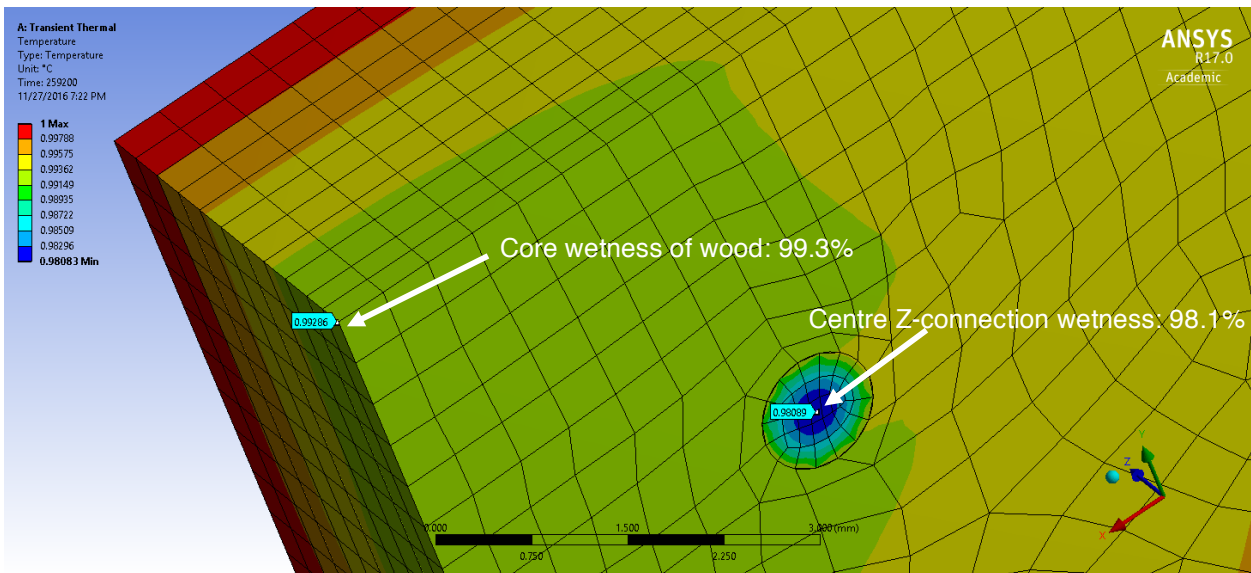 A: Transient Thermal
Temperature
Type: Temperature
Unit: °C
Time: 259200
11/27/2016 7:22 PM
1 Max
0.99788
0.99575
0.99362
0.99149
0.98935
0.98722
0.98509
0.98296
0.98083 Min
ANSYS
R17.0
Academic
Core wetness of wood: 99.3%
0.99286
Centre Z-connection wetness: 98.1%
0.98089
0.000
1.500
3.000 (mm)
0.750
2.250
Y
Z
X